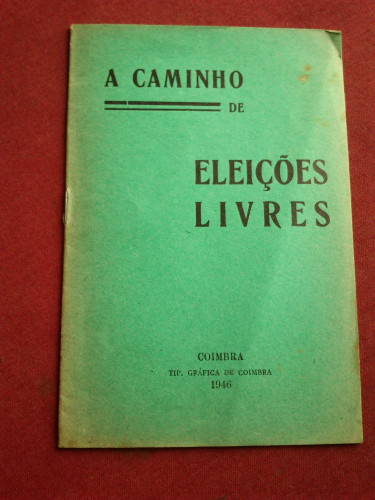 A CAMINHO
DE
ELEIÇÕES
LIVRES
COIMBRA
TIP. GRÁFICA DE COIMBRA
1946